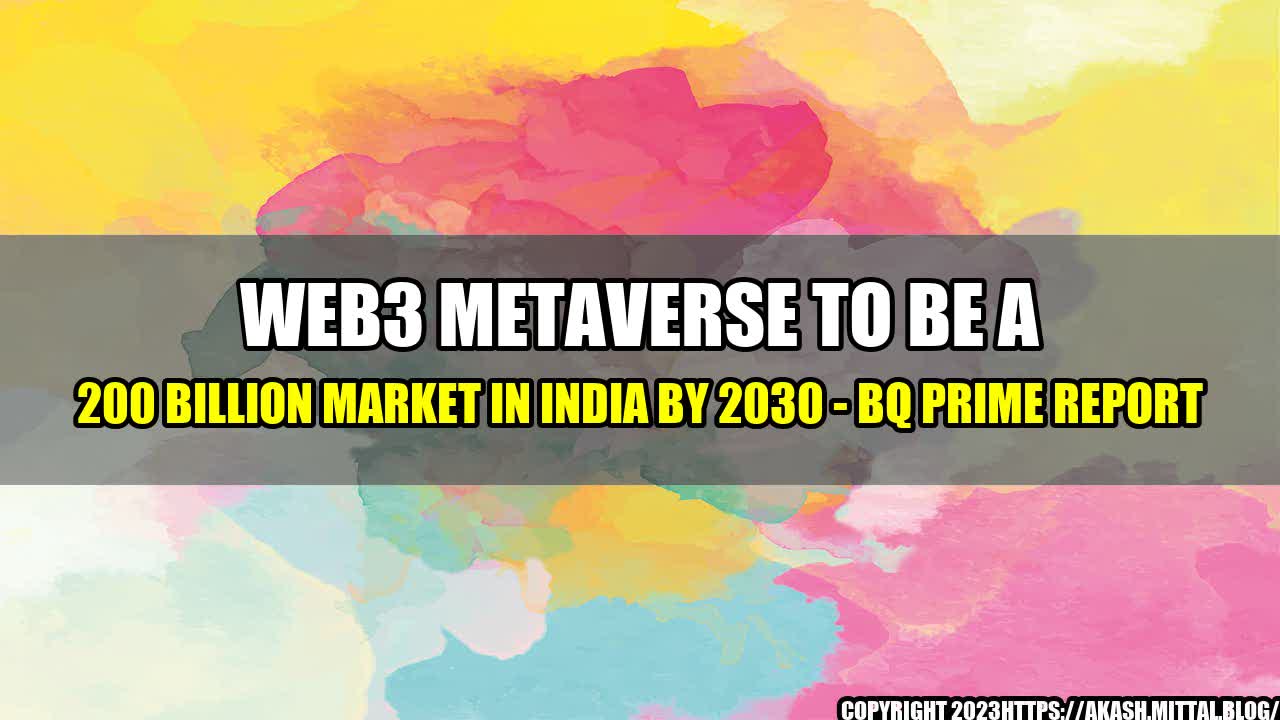 WEB3 METAVERSE TO BE A
200 BILLION MARKET IN INDIA BY 2030 - BQ PRIME REPORT
COPYRIGHT 2023HTTPS://AKASH.MITTAL.BLOG/